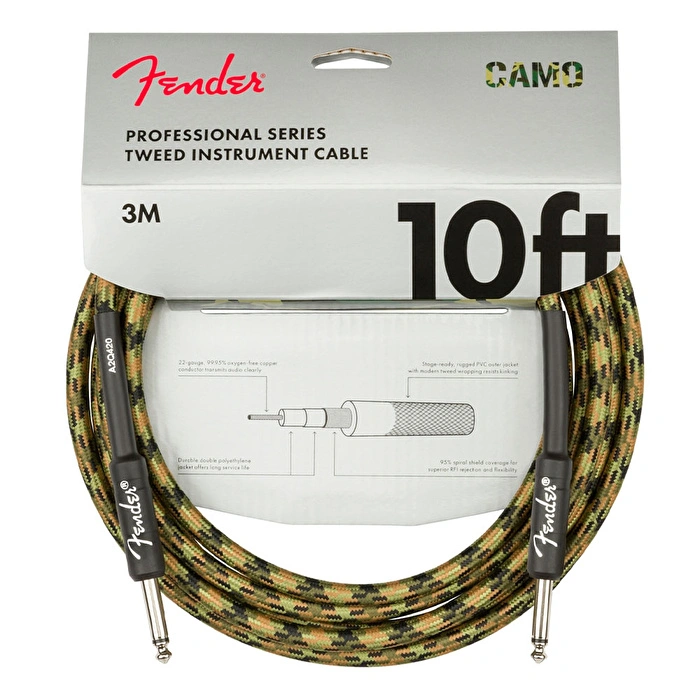 Fender®
CAMO
PROFESSIONAL SERIES
TWEED INSTRUMENT CABLE
3M
10ft
A2Q420
22-gauge, 99.95% oxygen-free copper
conductor transmits audio clearly
Stage-ready, rugged PVC outer jacket
with modern tweed wrapping resists kinking
Durable double polyethylene
jacket offers long service life
95% spiral shield coverage for
superior RFI rejection and flexibility
Fender®
Fender®